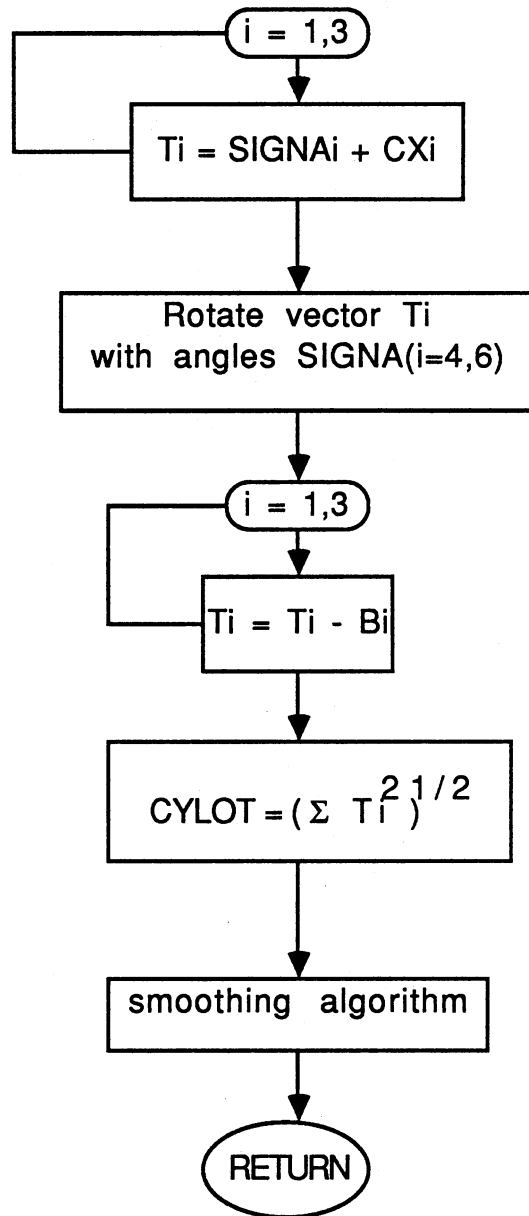 i = 1,3
Ti = SIGNAi + CXi
Rotate vector Ti
with angles SIGNA(i=4,6)
i = 1,3
Ti = Ti - Bi
CYLOT = ( Σ Ti² )^1/2
smoothing algorithm
RETURN